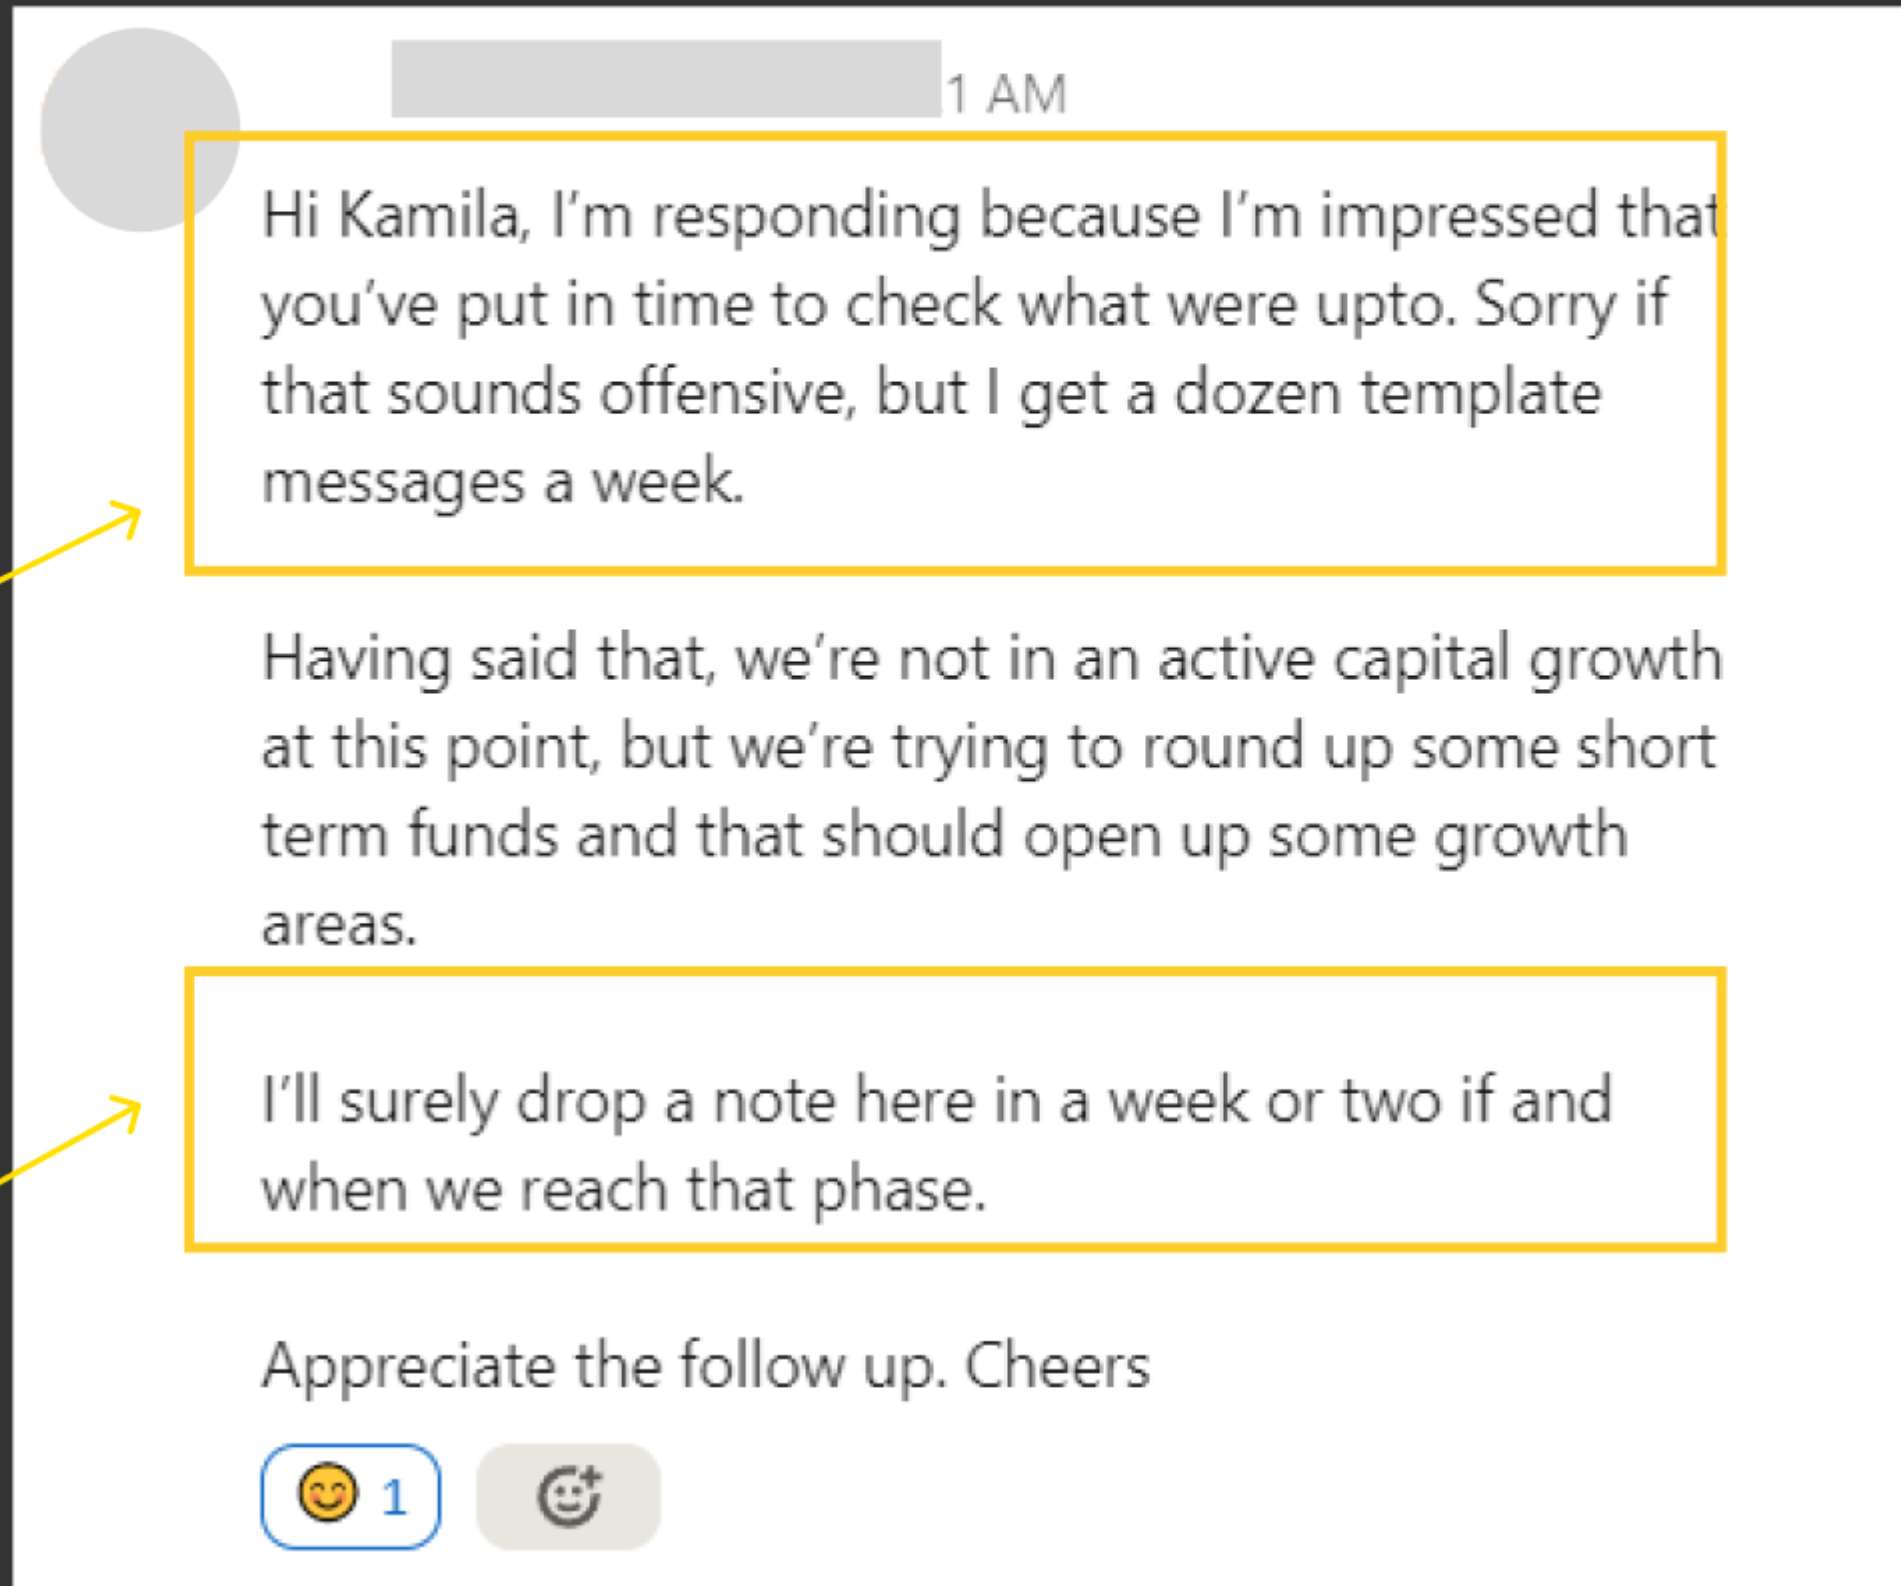 1 AM
Hi Kamila, I’m responding because I’m impressed that
you’ve put in time to check what were upto. Sorry if
that sounds offensive, but I get a dozen template
messages a week.
Having said that, we’re not in an active capital growth
at this point, but we’re trying to round up some short
term funds and that should open up some growth
areas.
I’ll surely drop a note here in a week or two if and
when we reach that phase.
Appreciate the follow up. Cheers
1